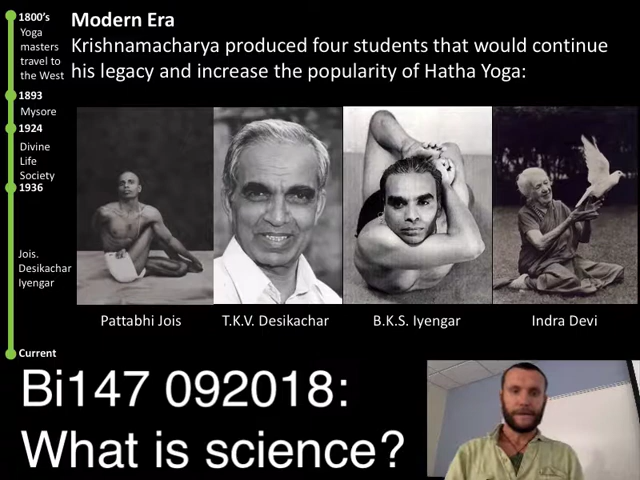 1800's
Yoga
masters
travel to
the West
1893
Mysore
1924
Divine
Life
Society
1936
Jois.
Desikachar
Iyengar
Current
Modern Era
Krishnamacharya produced four students that would continue
his legacy and increase the popularity of Hatha Yoga:
Pattabhi Jois
T.K.V. Desikachar
B.K.S. Iyengar
Indra Devi
Bi147 092018:
What is science?